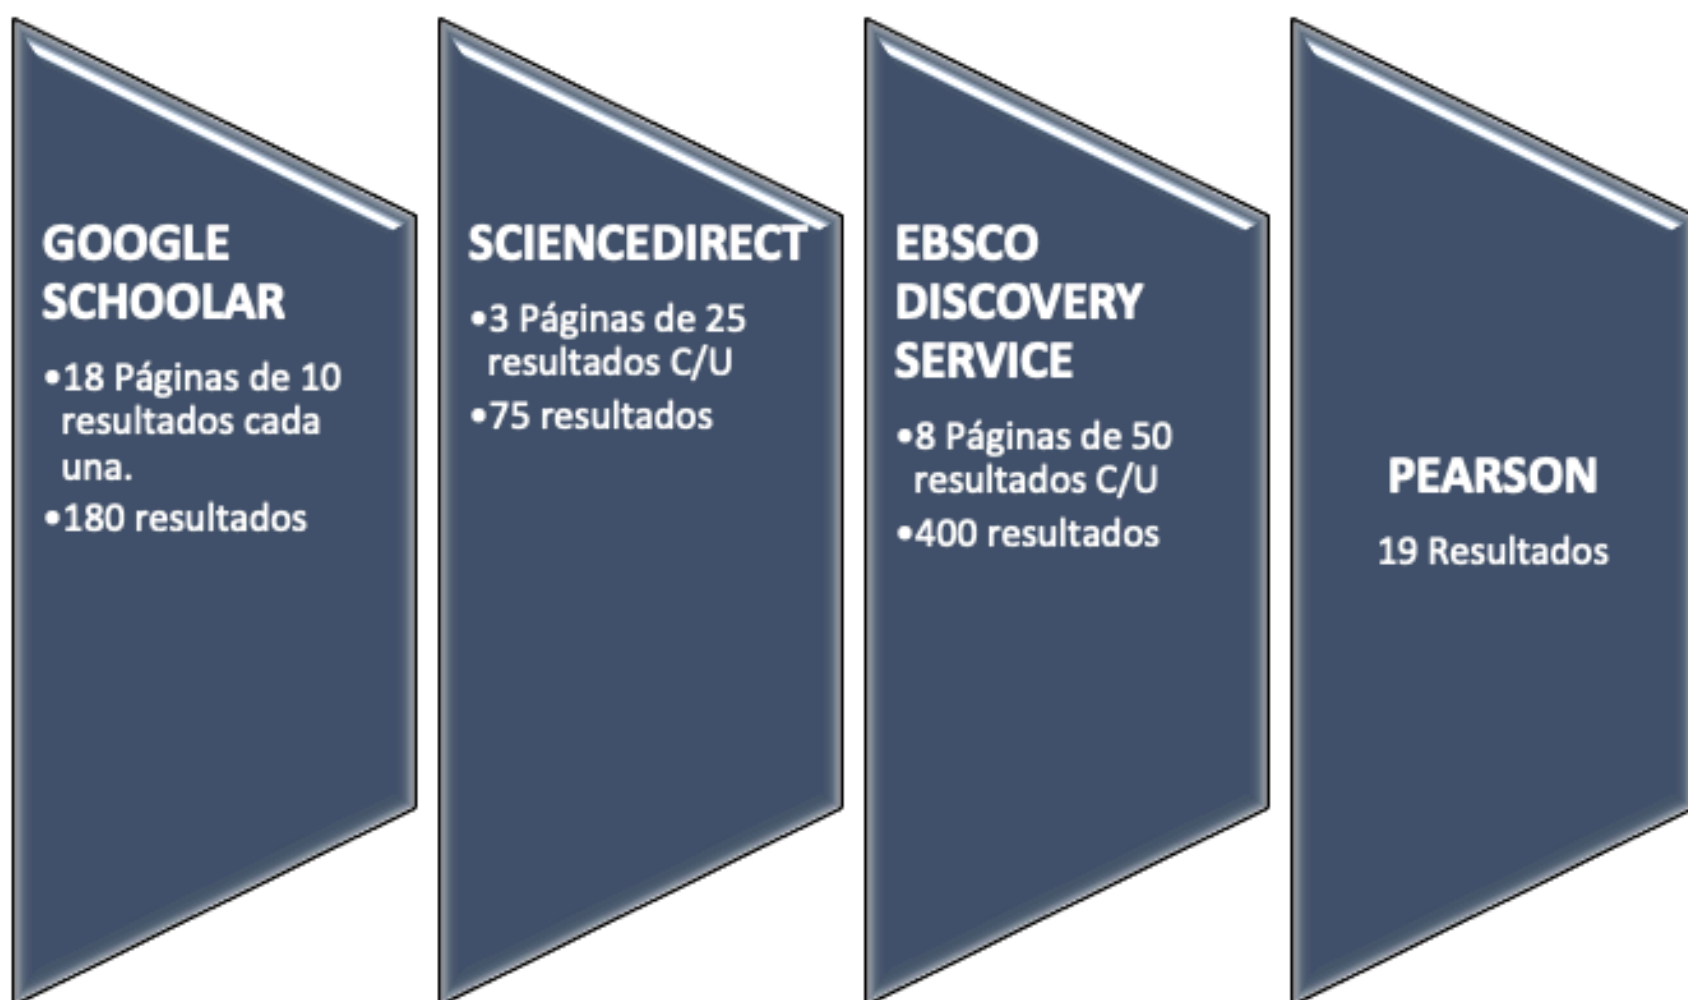 GOOGLE
SCHOOLAR
•18 Páginas de 10
resultados cada
una.
•180 resultados
SCIENCEDIRECT
•3 Páginas de 25
resultados C/U
•75 resultados
EBSCO
DISCOVERY
SERVICE
•8 Páginas de 50
resultados C/U
•400 resultados
PEARSON
19 Resultados